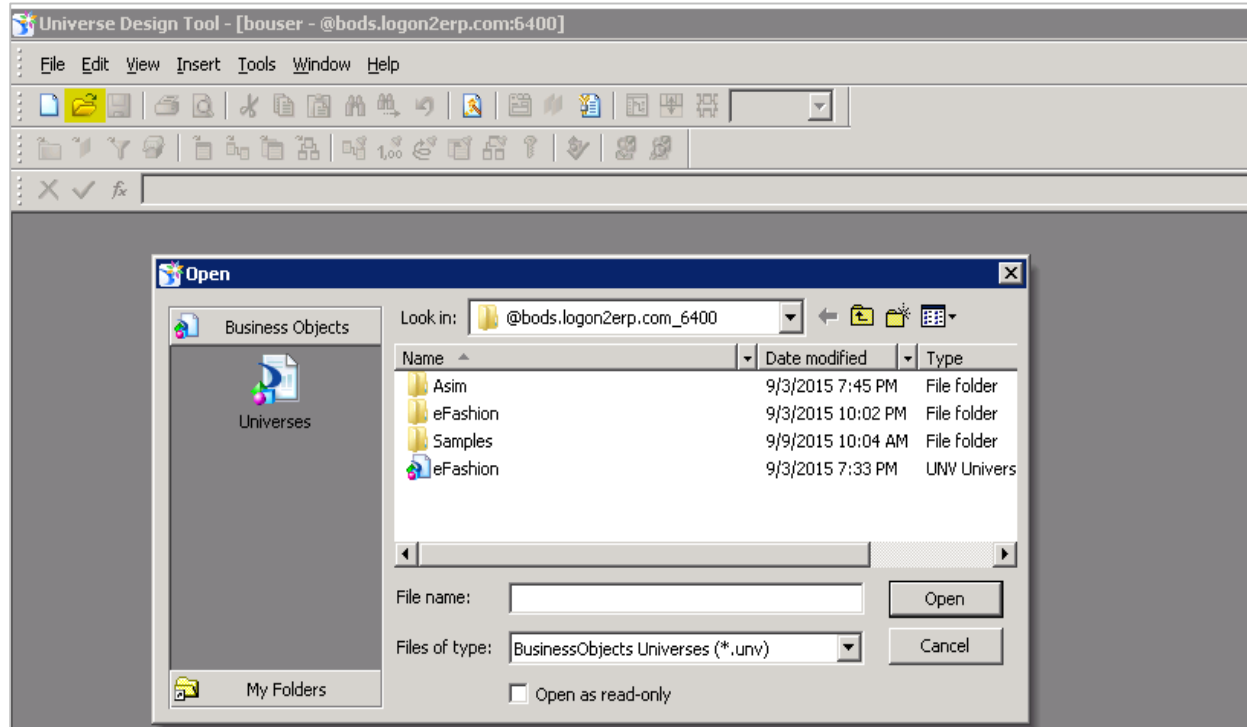 Universe Design Tool - [bouser - @bods.logon2erp.com:6400]
File Edit View Insert Tools Window Help
1,00
fx
Open
Business Objects
Universes
My Folders
Look in: @bods.logon2erp.com_6400
Name Date modified Type
Asim 9/3/2015 7:45 PM File folder
eFashion 9/3/2015 10:02 PM File folder
Samples 9/9/2015 10:04 AM File folder
eFashion 9/3/2015 7:33 PM UNV Univers
File name: Open
Files of type: BusinessObjects Universes (*.unv) Cancel
Open as read-only